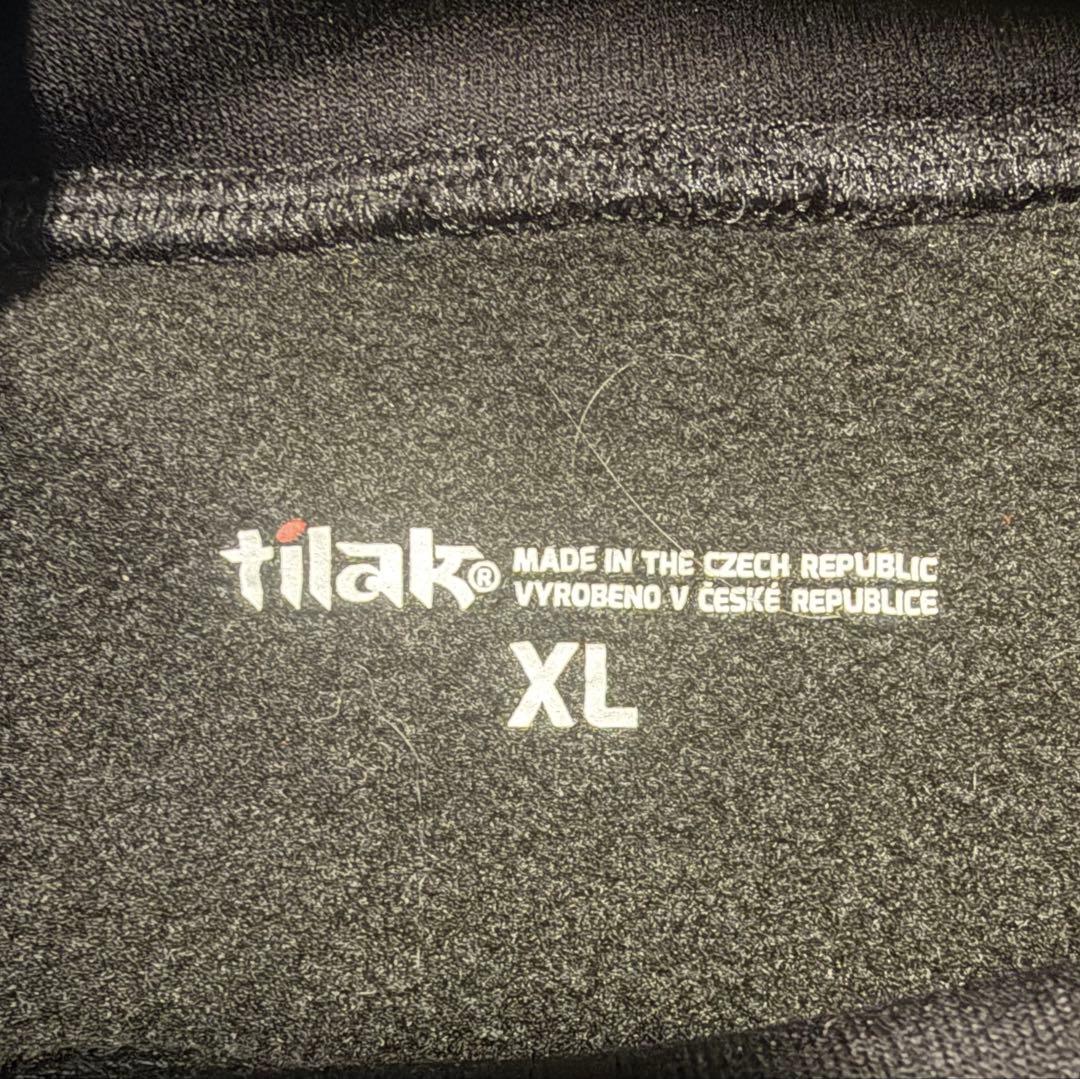 tilak® MADE IN THE CZECH REPUBLIC
VYROBENO V ČESKÉ REPUBLICE
XL